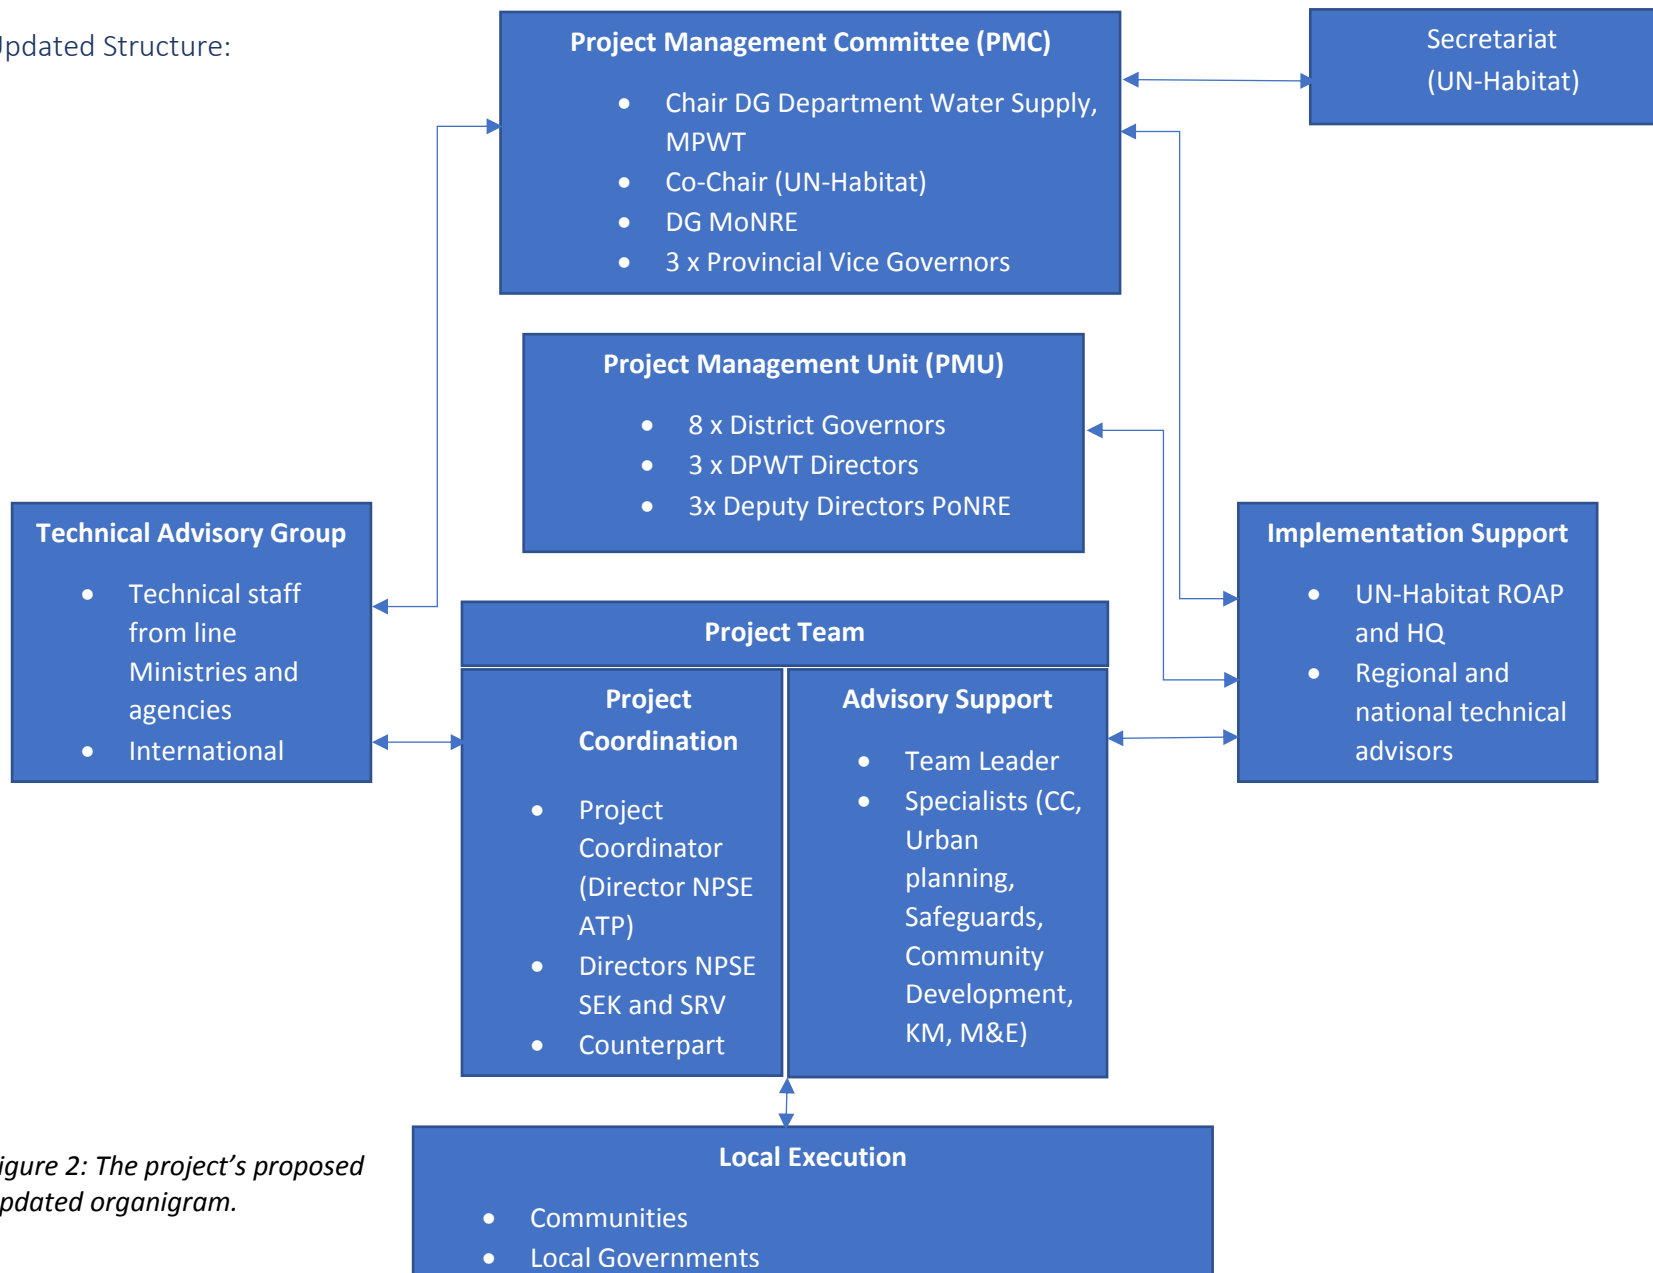 Updated Structure:
Project Management Committee (PMC)
• Chair DG Department Water Supply,
MPWT
• Co-Chair (UN-Habitat)
• DG MoNRE
• 3 x Provincial Vice Governors
Secretariat
(UN-Habitat)
Project Management Unit (PMU)
• 8 x District Governors
• 3 x DPWT Directors
• 3x Deputy Directors PoNRE
Technical Advisory Group
• Technical staff
from line
Ministries and
agencies
• International
Implementation Support
• UN-Habitat ROAP
and HQ
• Regional and
national technical
advisors
Project Team
Project
Coordination
• Project
Coordinator
(Director NPSE
ATP)
• Directors NPSE
SEK and SRV
• Counterpart
Advisory Support
• Team Leader
• Specialists (CC,
Urban
planning,
Safeguards,
Community
Development,
KM, M&E)
Local Execution
• Communities
• Local Governments
igure 2: The project's proposed
pdated organigram.